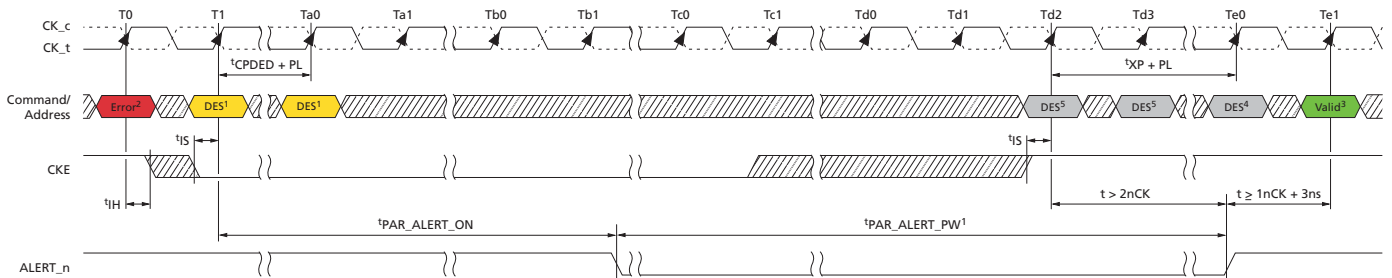 T0 T1 Ta0 Ta1 Tb0 Tb1 Tc0 Tc1 Td0 Td1 Td2 Td3 Te0 Te1
CK_c
CK_t
tCPDED + PL
tXP + PL
Command/
Address
Error2
DES1
DES1
DES5
DES5
DES4
Valid3
tIS
tIS
CKE
tIH
t > 2nCK
t ≥ 1nCK + 3ns
tPAR_ALERT_ON
tPAR_ALERT_PW1
ALERT_n